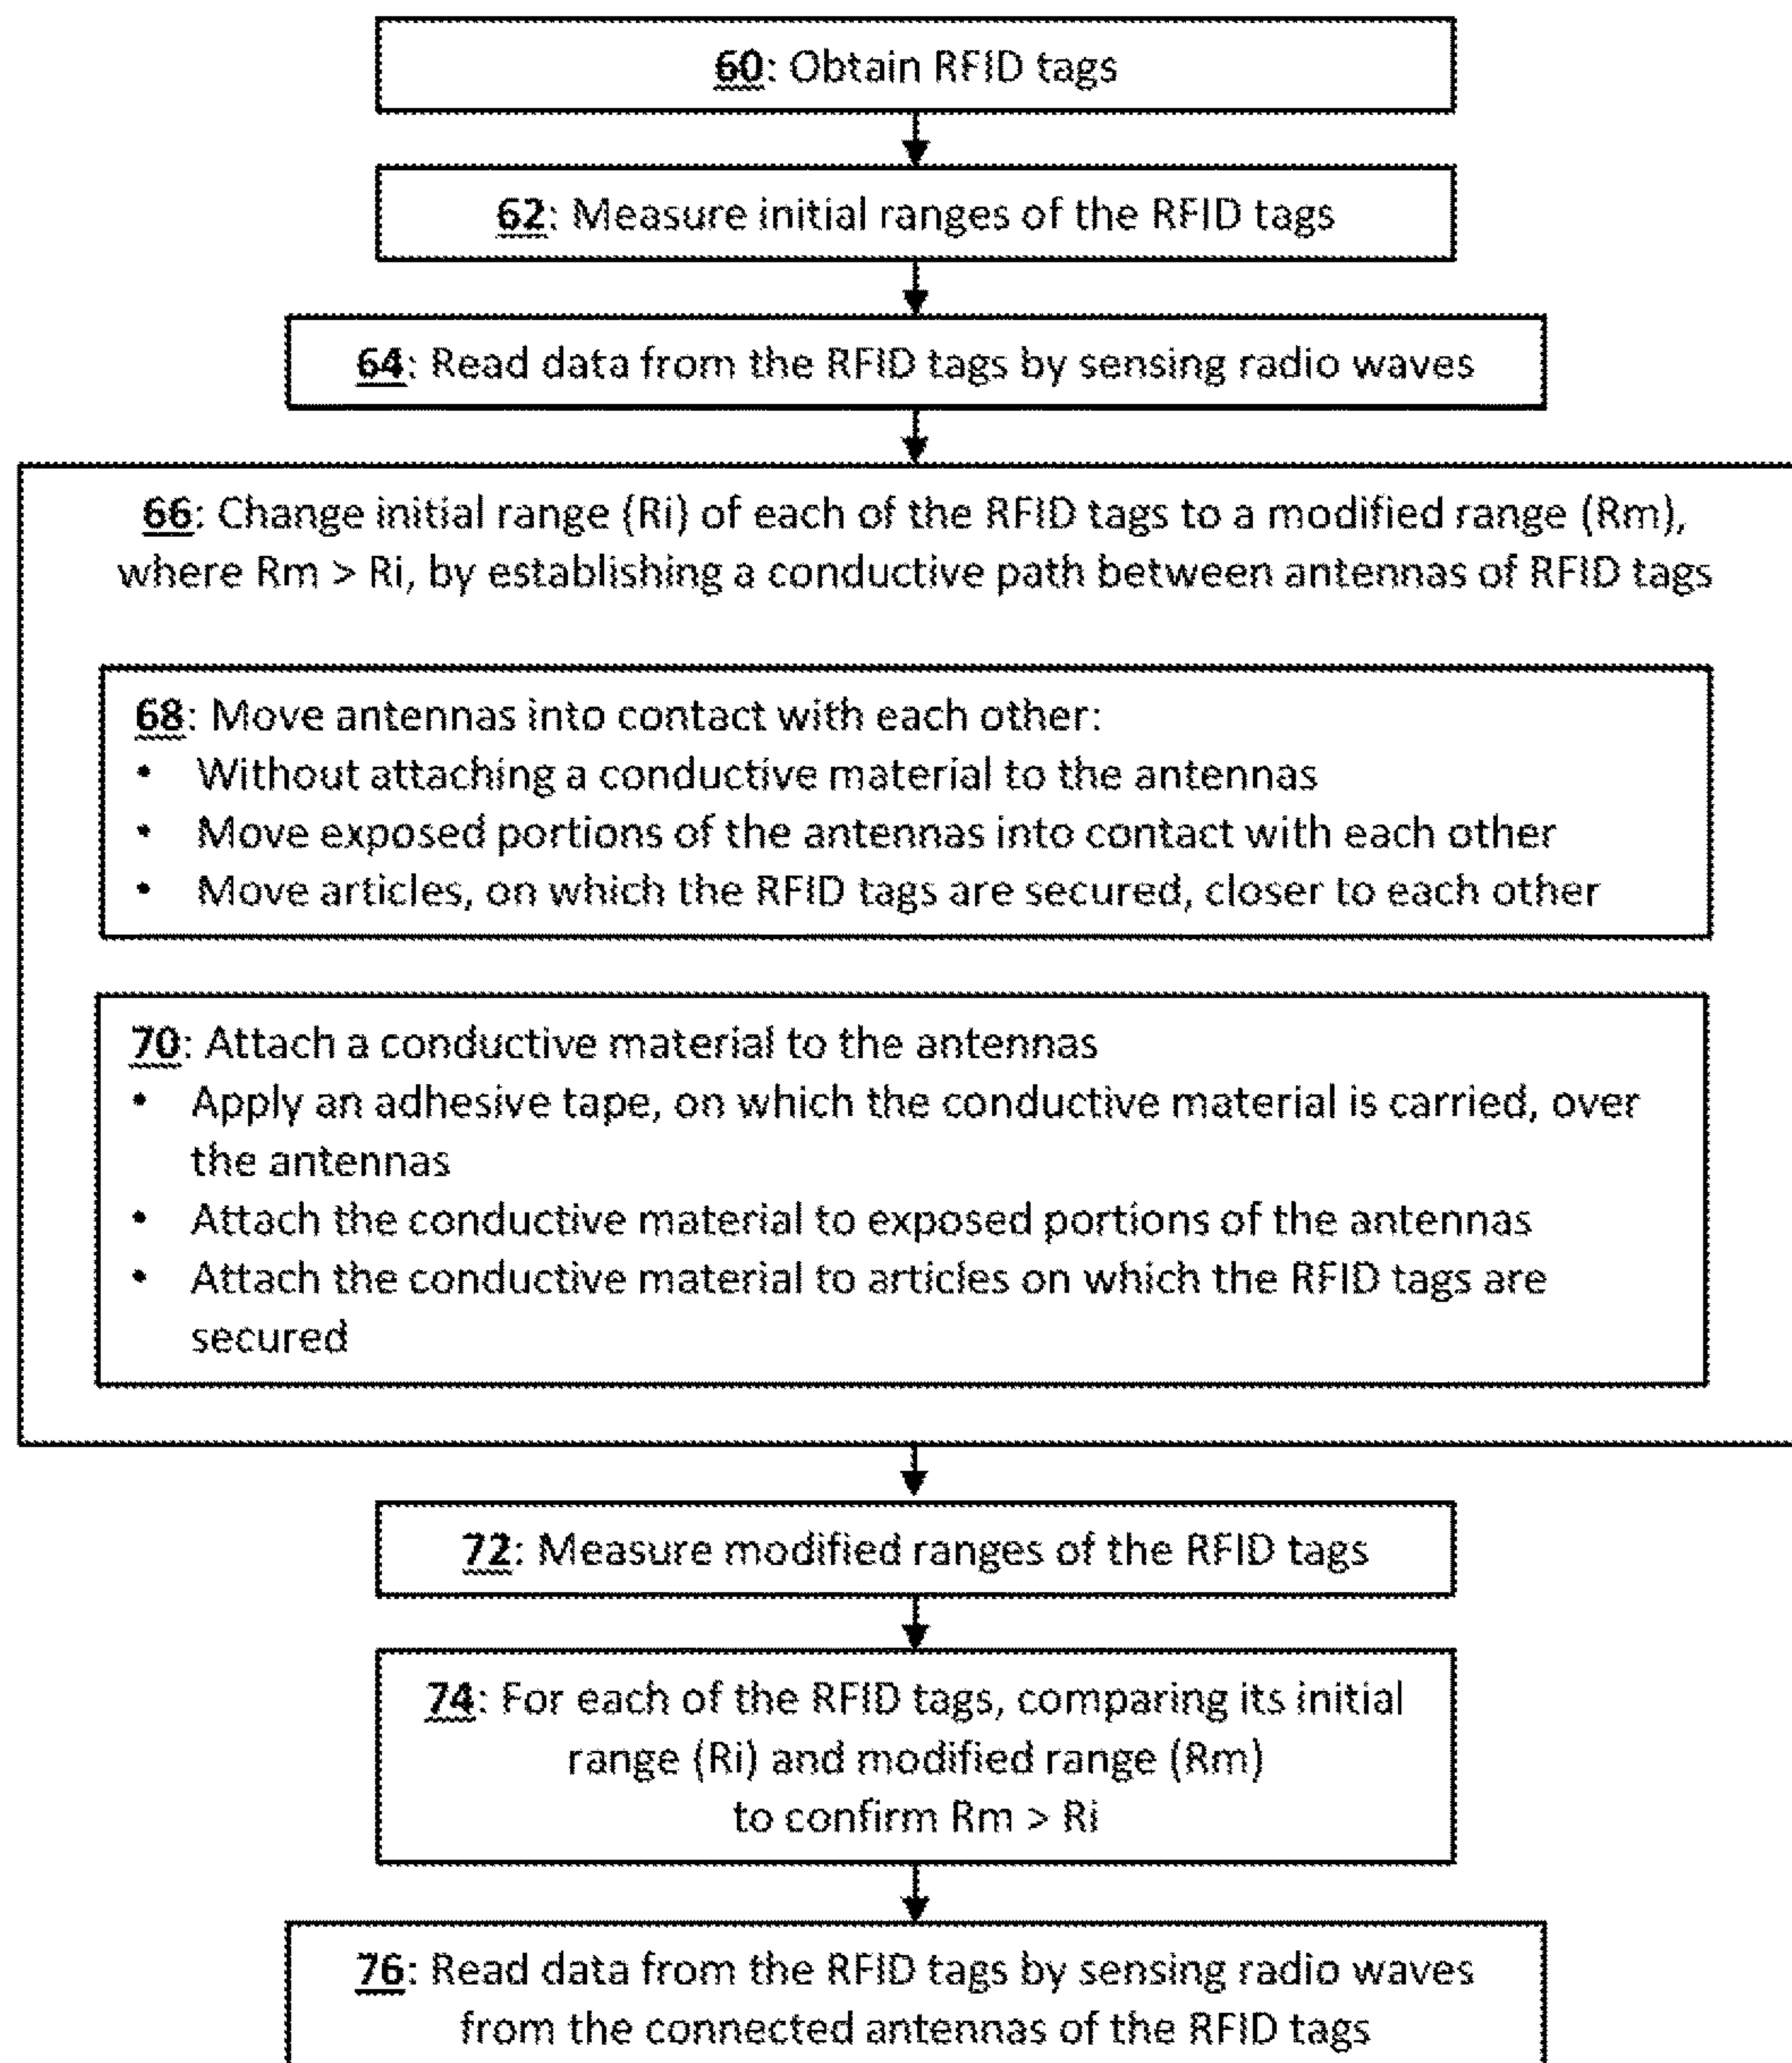 60: Obtain RFID tags
62: Measure initial ranges of the RFID tags
64: Read data from the RFID tags by sensing radio waves
66: Change initial range (Ri) of each of the RFID tags to a modified range (Rm),
where Rm > Ri, by establishing a conductive path between antennas of RFID tags
68: Move antennas into contact with each other:
• Without attaching a conductive material to the antennas
• Move exposed portions of the antennas into contact with each other
• Move articles, on which the RFID tags are secured, closer to each other
70: Attach a conductive material to the antennas
• Apply an adhesive tape, on which the conductive material is carried, over
the antennas
• Attach the conductive material to exposed portions of the antennas
• Attach the conductive material to articles on which the RFID tags are
secured
72: Measure modified ranges of the RFID tags
74: For each of the RFID tags, comparing its initial
range (Ri) and modified range (Rm)
to confirm Rm > Ri
76: Read data from the RFID tags by sensing radio waves
from the connected antennas of the RFID tags